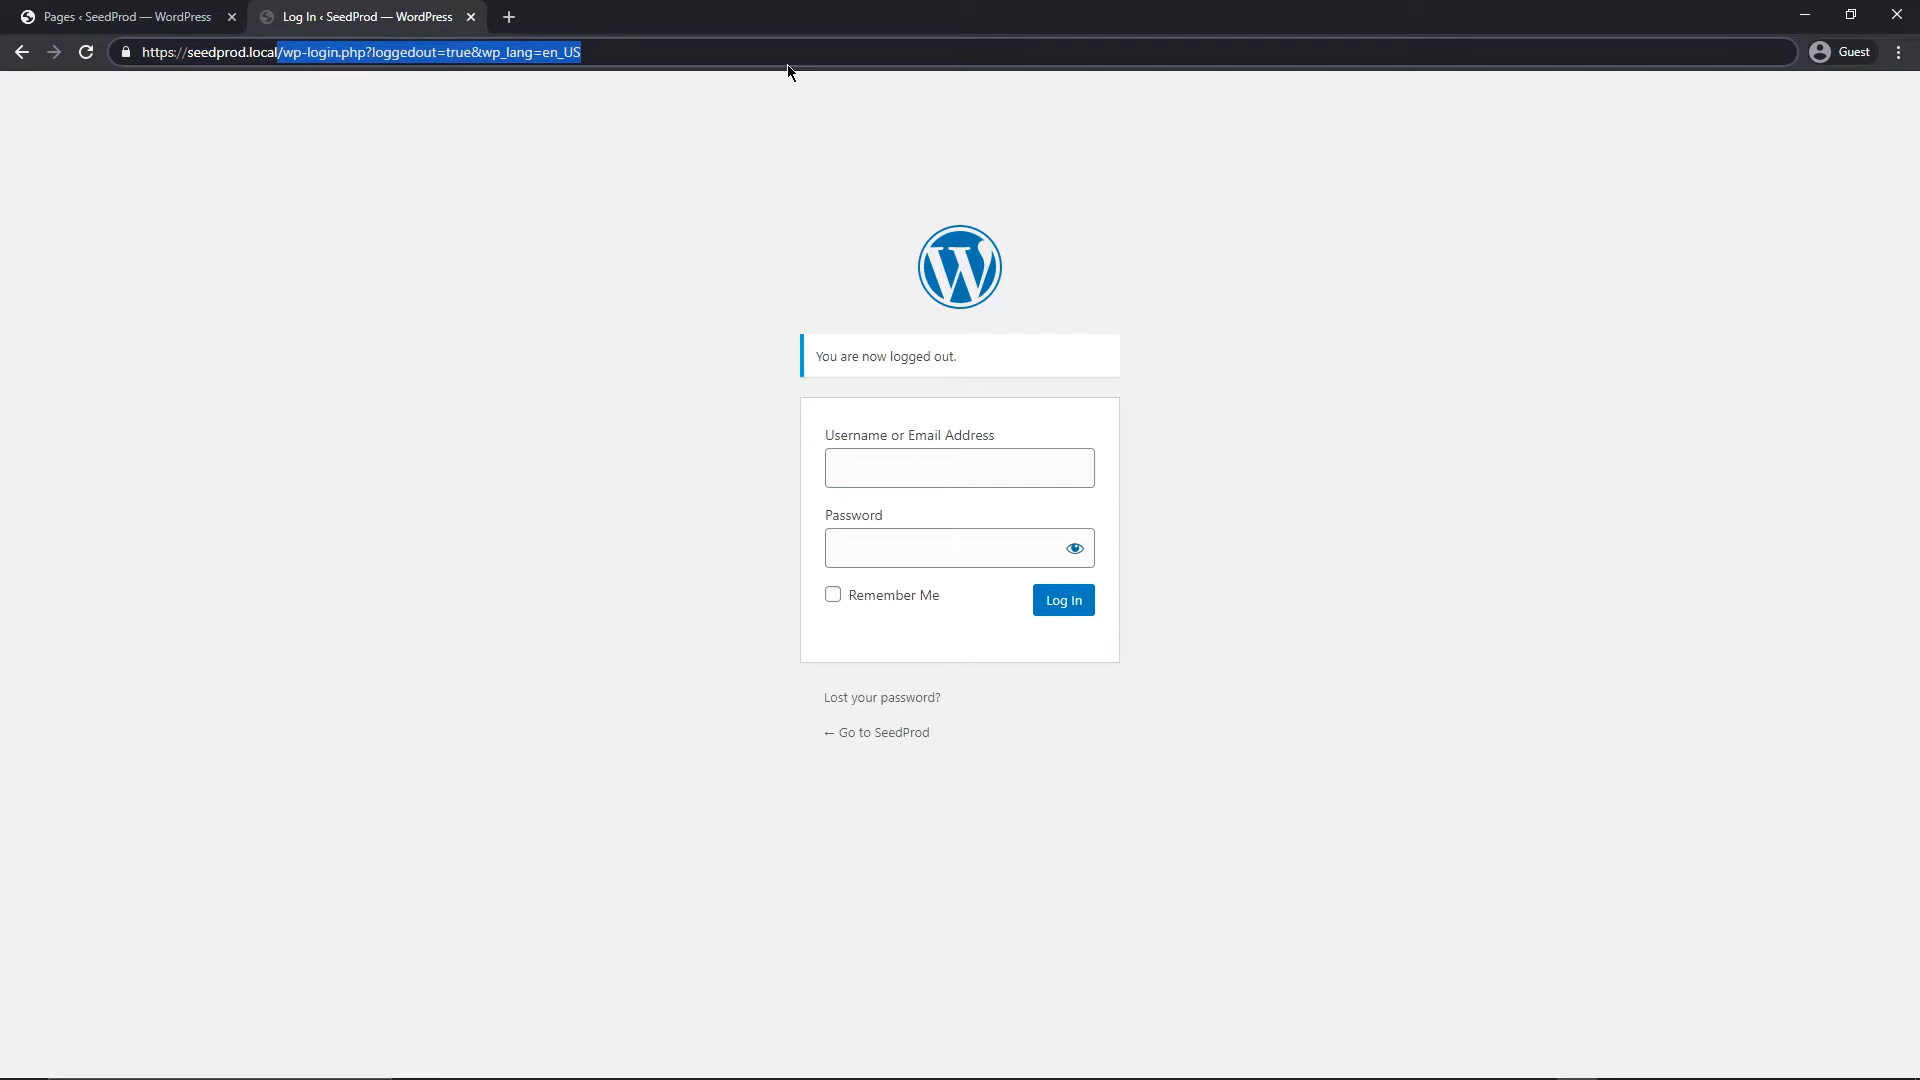 Pages ‹ SeedProd — WordPress
Log In ‹ SeedProd — WordPress
https://seedprod.local/wp-login.php?loggedout=true&wp_lang=en_US
Guest
You are now logged out.
Username or Email Address
Password
Remember Me
Log In
Lost your password?
← Go to SeedProd